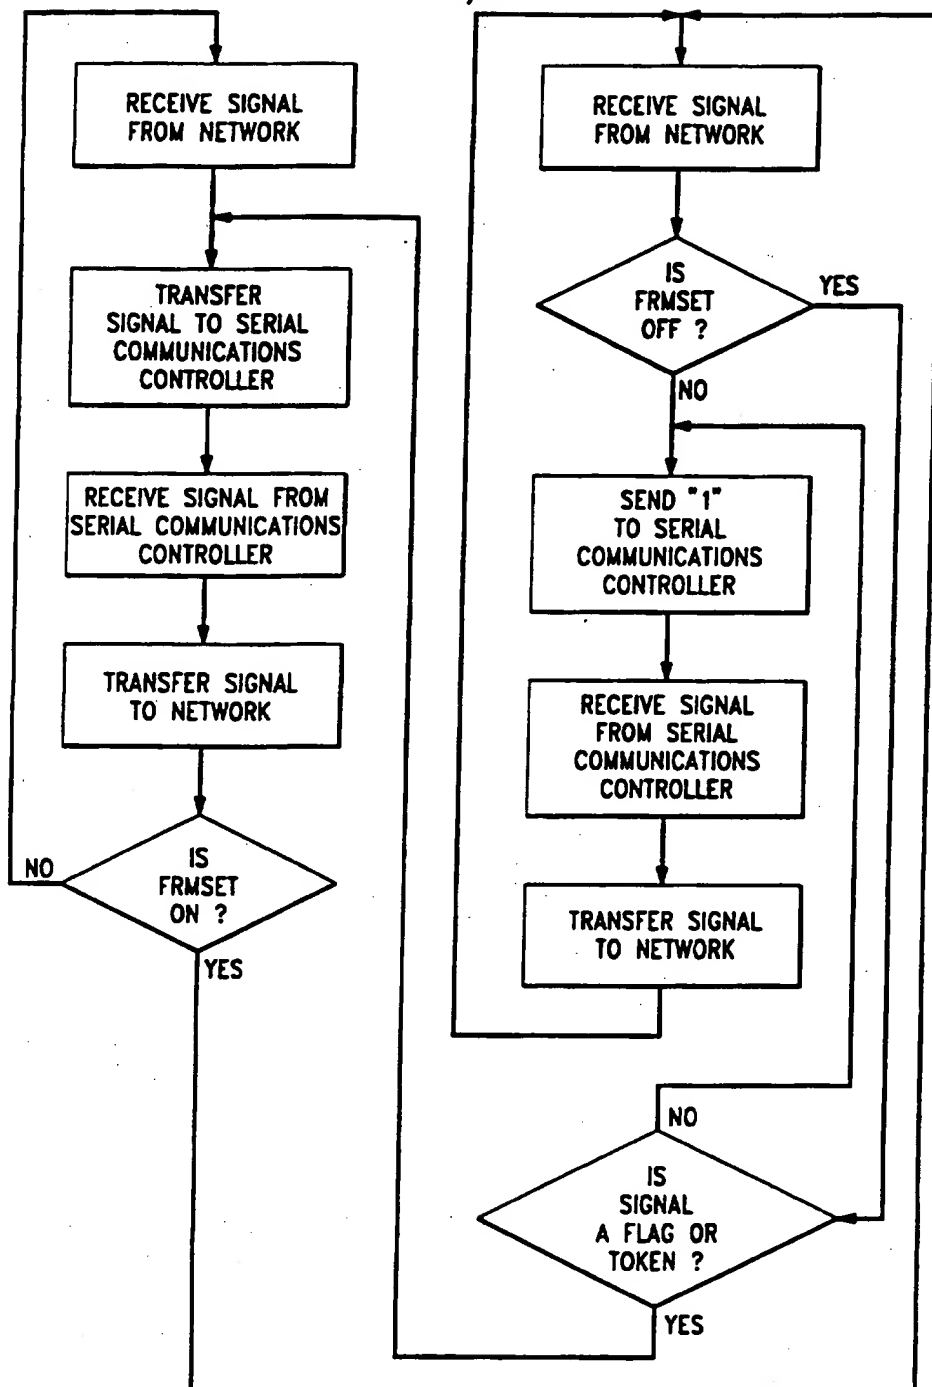 RECEIVE SIGNAL
FROM NETWORK
TRANSFER
SIGNAL TO SERIAL
COMMUNICATIONS
CONTROLLER
RECEIVE SIGNAL FROM
SERIAL COMMUNICATIONS
CONTROLLER
TRANSFER SIGNAL
TO NETWORK
IS
FRMSET
ON ?
NO
YES
RECEIVE SIGNAL
FROM NETWORK
IS
FRMSET
OFF ?
YES
NO
SEND "1"
TO SERIAL
COMMUNICATIONS
CONTROLLER
RECEIVE SIGNAL
FROM SERIAL
COMMUNICATIONS
CONTROLLER
TRANSFER SIGNAL
TO NETWORK
NO
IS
SIGNAL
A FLAG OR
TOKEN ?
YES